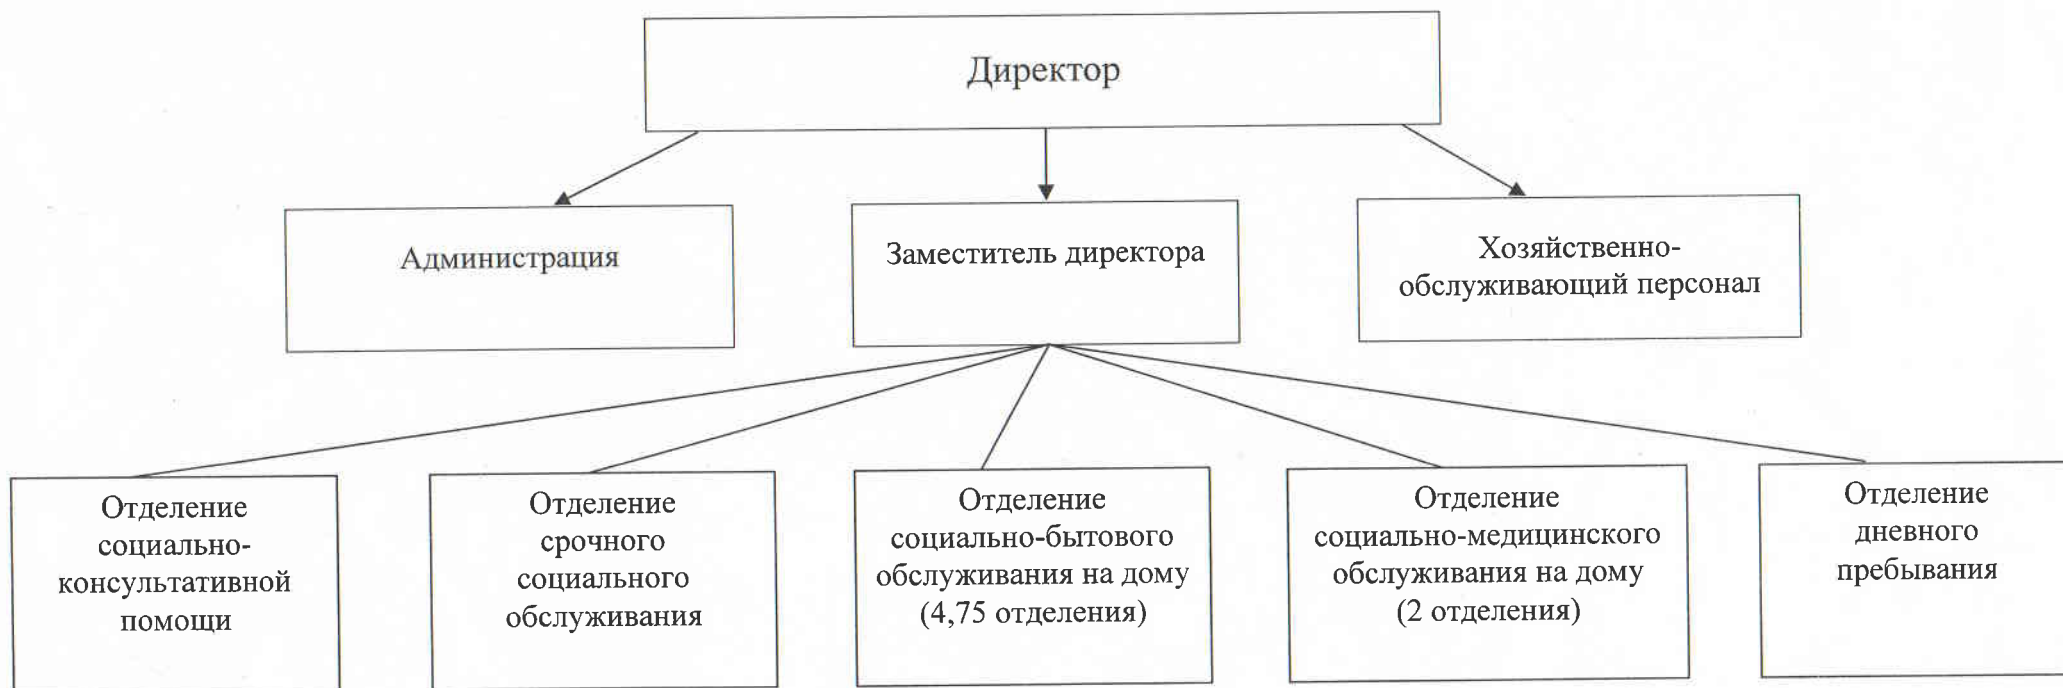 Директор
Администрация
Заместитель директора
Хозяйственно-
обслуживающий персонал
Отделение
социально-
консультативной
помощи
Отделение
срочного
социального
обслуживания
Отделение
социально-бытового
обслуживания на дому
(4,75 отделения)
Отделение
социально-медицинского
обслуживания на дому
(2 отделения)
Отделение
дневного
пребывания